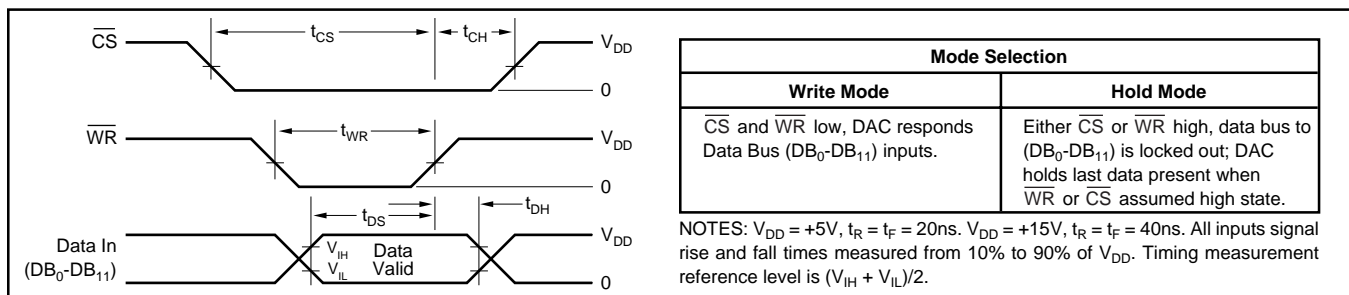 CS
tCS
tCH
VDD
0
WR
tWR
VDD
0
tDS
tDH
Data In
(DB0-DB11)
VIH
VIL
Data
Valid
VDD
0
Mode Selection
Write Mode
Hold Mode
CS and WR low, DAC responds
Data Bus (DB0-DB11) inputs.
Either CS or WR high, data bus to
(DB0-DB11) is locked out; DAC
holds last data present when
WR or CS assumed high state.
NOTES: VDD = +5V, tR = tF = 20ns. VDD = +15V, tR = tF = 40ns. All inputs signal
rise and fall times measured from 10% to 90% of VDD. Timing measurement
reference level is (VIH + VIL)/2.